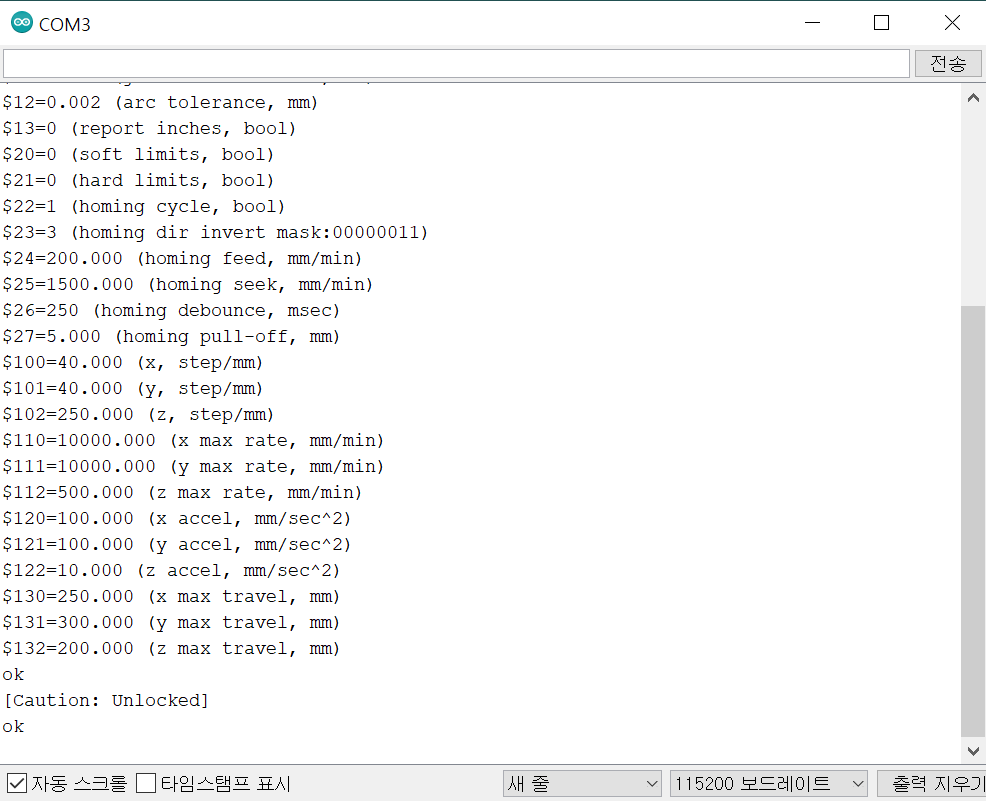 COM3
전송
$12=0.002 (arc tolerance, mm)
$13=0 (report inches, bool)
$20=0 (soft limits, bool)
$21=0 (hard limits, bool)
$22=1 (homing cycle, bool)
$23=3 (homing dir invert mask:00000011)
$24=200.000 (homing feed, mm/min)
$25=1500.000 (homing seek, mm/min)
$26=250 (homing debounce, msec)
$27=5.000 (homing pull-off, mm)
$100=40.000 (x, step/mm)
$101=40.000 (y, step/mm)
$102=250.000 (z, step/mm)
$110=10000.000 (x max rate, mm/min)
$111=10000.000 (y max rate, mm/min)
$112=500.000 (z max rate, mm/min)
$120=100.000 (x accel, mm/sec^2)
$121=100.000 (y accel, mm/sec^2)
$122=10.000 (z accel, mm/sec^2)
$130=250.000 (x max travel, mm)
$131=300.000 (y max travel, mm)
$132=200.000 (z max travel, mm)
ok
[Caution: Unlocked]
ok
자동 스크롤 타임스탬프 표시 새 줄 115200 보드레이트 출력 지우기